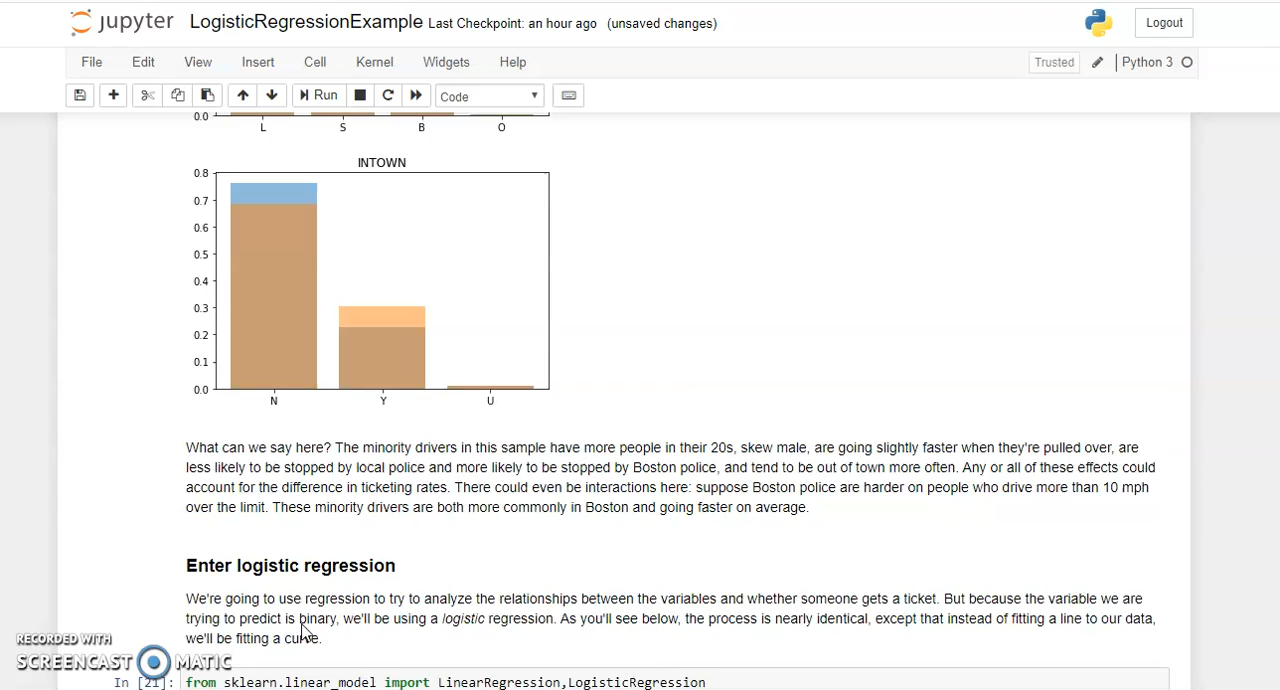 jupyter LogisticRegressionExample Last Checkpoint: an hour ago (unsaved changes) Logout
File Edit View Insert Cell Kernel Widgets Help Trusted Python 3
Run Code
0.0
L S B O
INTOWN
0.8
0.7
0.6
0.5
0.4
0.3
0.2
0.1
0.0
N Y U
What can we say here? The minority drivers in this sample have more people in their 20s, skew male, are going slightly faster when they're pulled over, are
less likely to be stopped by local police and more likely to be stopped by Boston police, and tend to be out of town more often. Any or all of these effects could
account for the difference in ticketing rates. There could even be interactions here: suppose Boston police are harder on people who drive more than 10 mph
over the limit. These minority drivers are both more commonly in Boston and going faster on average.
Enter logistic regression
We're going to use regression to try to analyze the relationships between the variables and whether someone gets a ticket. But because the variable we are
trying to predict is binary, we'll be using a logistic regression. As you'll see below, the process is nearly identical, except that instead of fitting a line to our data,
we'll be fitting a curve.
RECORDED WITH
SCREENCAST MATIC
In [21]: from sklearn.linear_model import LinearRegression,LogisticRegression